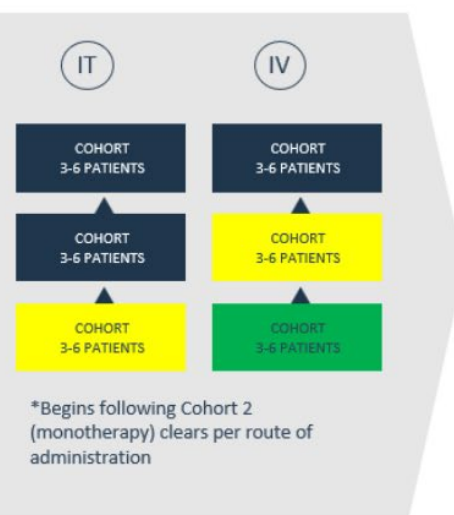 IT
IV
COHORT
3-6 PATIENTS
COHORT
3-6 PATIENTS
COHORT
3-6 PATIENTS
COHORT
3-6 PATIENTS
COHORT
3-6 PATIENTS
COHORT
3-6 PATIENTS
*Begins following Cohort 2
(monotherapy) clears per route of
administration